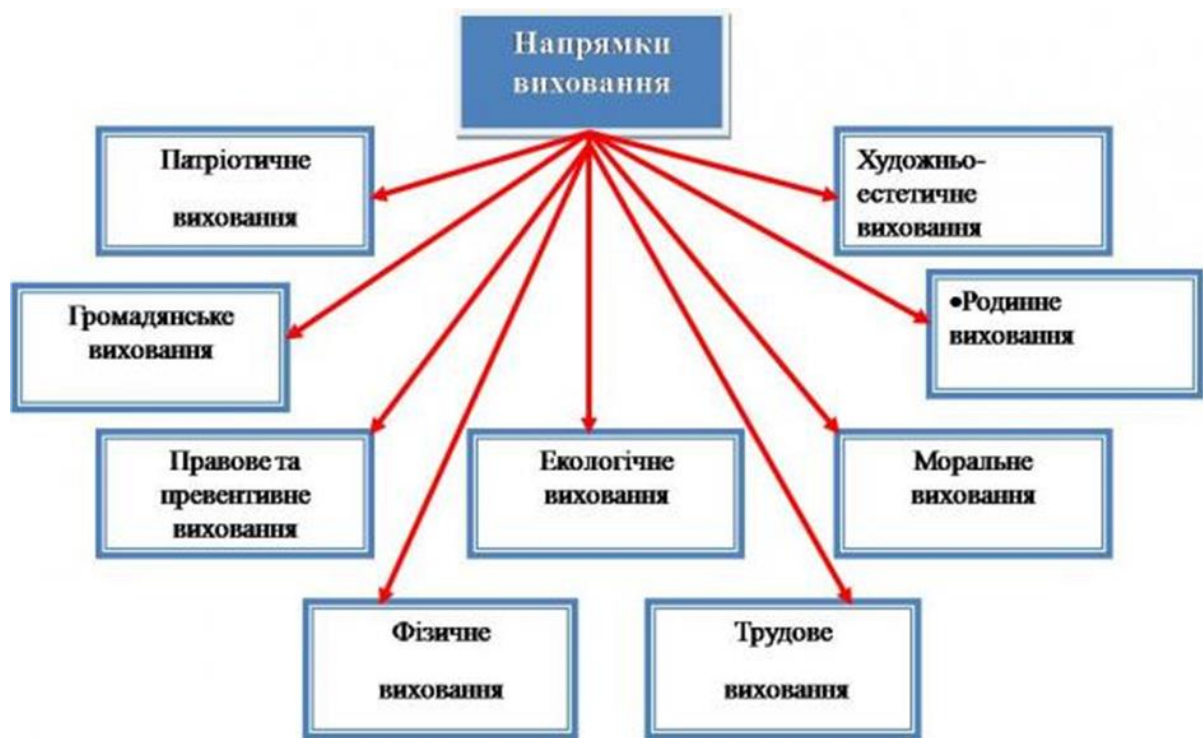 Напрямки
виховання
Патріотичне
виховання
Художньо-
естетичне
виховання
Громадянське
виховання
•Родинне
виховання
Правове та
превентивне
виховання
Екологічне
виховання
Моральне
виховання
Фізичне
виховання
Трудове
виховання